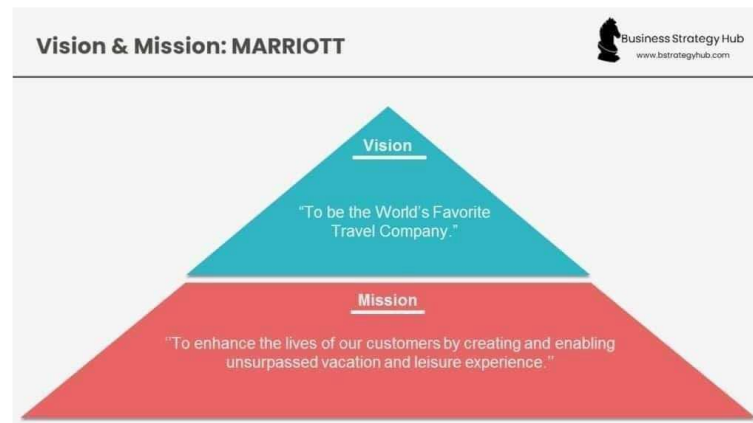 Vision & Mission: MARRIOTT
Business Strategy Hub
www.bstrategyhub.com
Vision
“To be the World’s Favorite
Travel Company.”
Mission
“To enhance the lives of our customers by creating and enabling
unsurpassed vacation and leisure experience.”